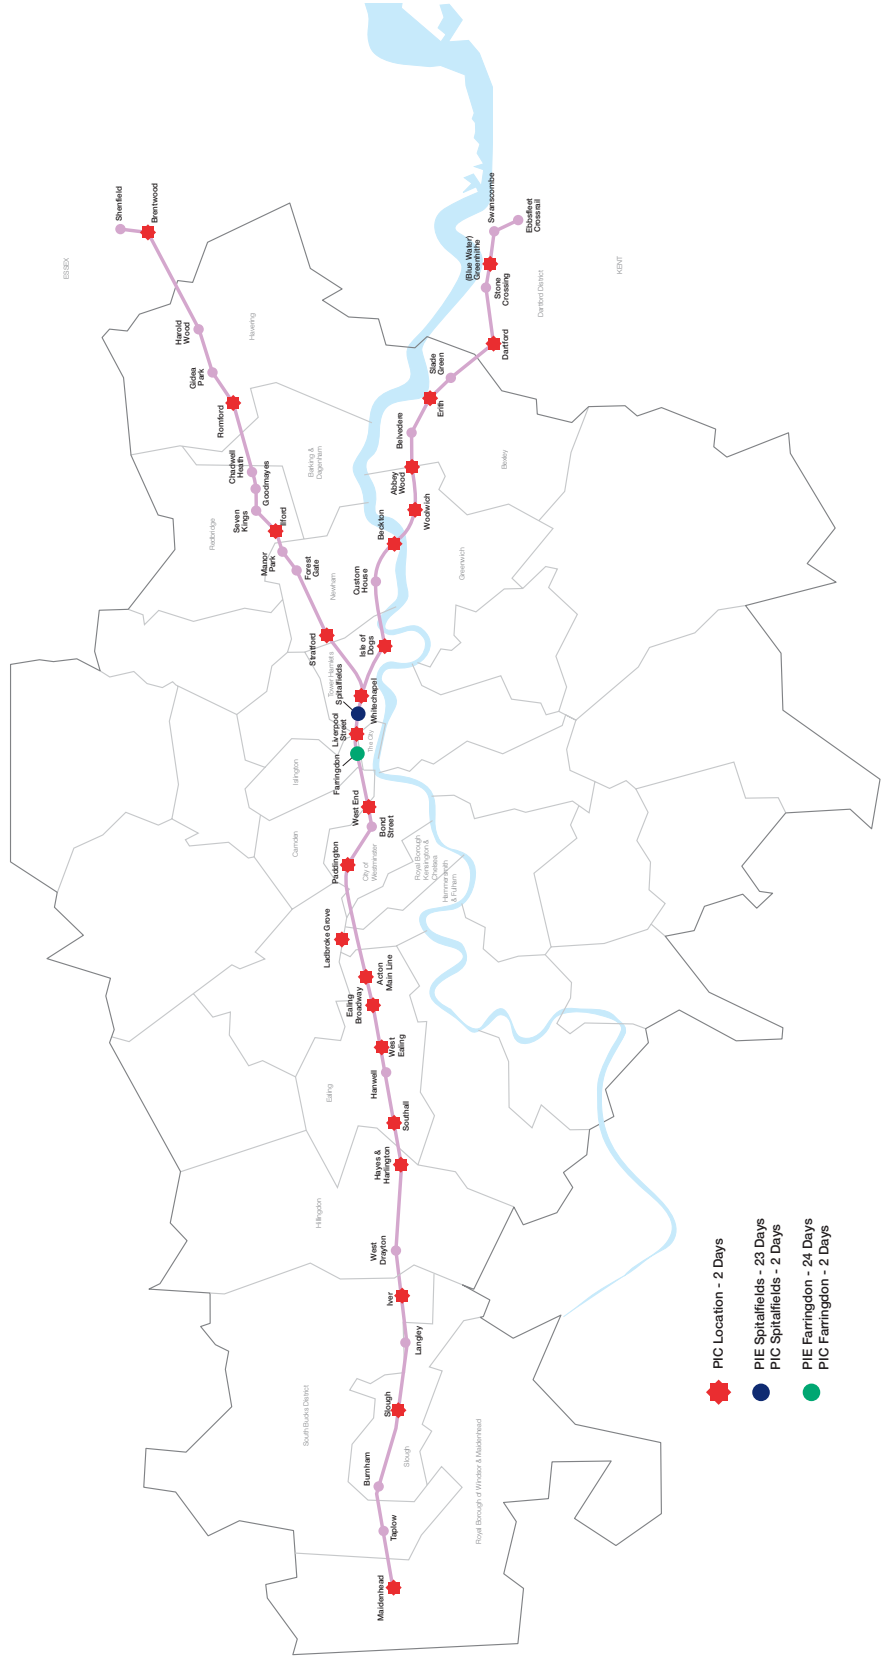 ESSEX
Shenfield
Brentwood
Harold
Wood
Havering
Gidea
Park
Romford
Chadwell
Heath
Goodmayes
Seven
Kings
Ilford
Manor
Park
Forest
Gate
Redbridge
Barking &
Dagenham
Newham
Stratford
Tower Hamlets
Spitalfields
Whitechapel
Liverpool
Street
The City
Farringdon
Islington
Camden
West End
Bond
Street
Paddington
City of
Westminster
Royal Borough
Kensington &
Chelsea
Hammersmith
& Fulham
Ladbroke Grove
Acton
Main Line
Ealing
Broadway
West
Ealing
Hanwell
Ealing
Southall
Hayes &
Harlington
Hillingdon
West
Drayton
Iver
Langley
Slough
South Bucks District
Slough
Burnham
Taplow
Maidenhead
Royal Borough of Windsor & Maidenhead
Isle of
Dogs
Custom
House
Beckton
Woolwich
Greenwich
Abbey
Wood
Belvedere
Bexley
Erith
Slade
Green
Dartford
Stone
Crossing
(Blue Water)
Greenhithe
Swanscombe
Ebbsfleet
Crossrail
Dartford District
KENT
PIC Location - 2 Days
PIE Spitalfields - 23 Days
PIC Spitalfields - 2 Days
PIE Farringdon - 24 Days
PIC Farringdon - 2 Days